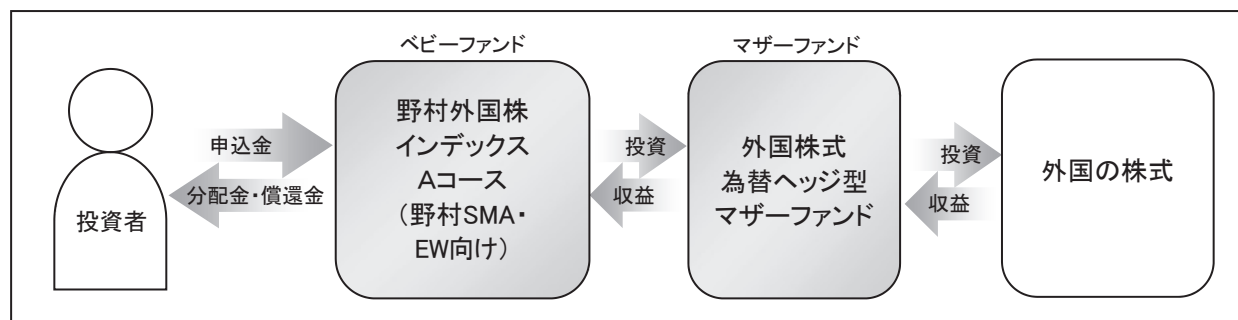 ベビーファンド
マザーファンド
投資者
申込金
分配金・償還金
野村外国株
インデックス
Aコース
（野村SMA・
EW向け）
投資
収益
外国株式
為替ヘッジ型
マザーファンド
投資
収益
外国の株式